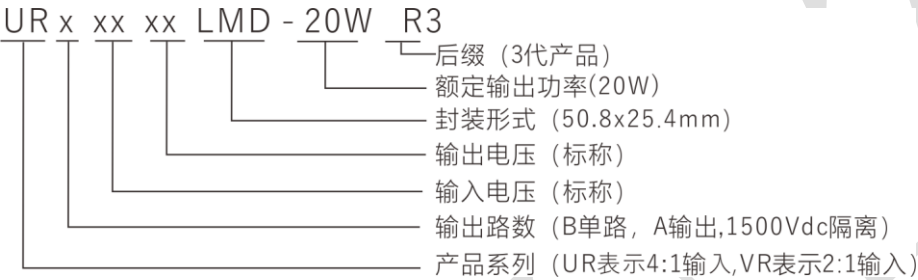 UR x xx xx LMD - 20W R3
后缀（3代产品）
额定输出功率(20W)
封装形式（50.8x25.4mm）
输出电压（标称）
输入电压（标称）
输出路数（B单路，A输出,1500Vdc隔离）
产品系列（UR表示4:1输入,VR表示2:1输入）